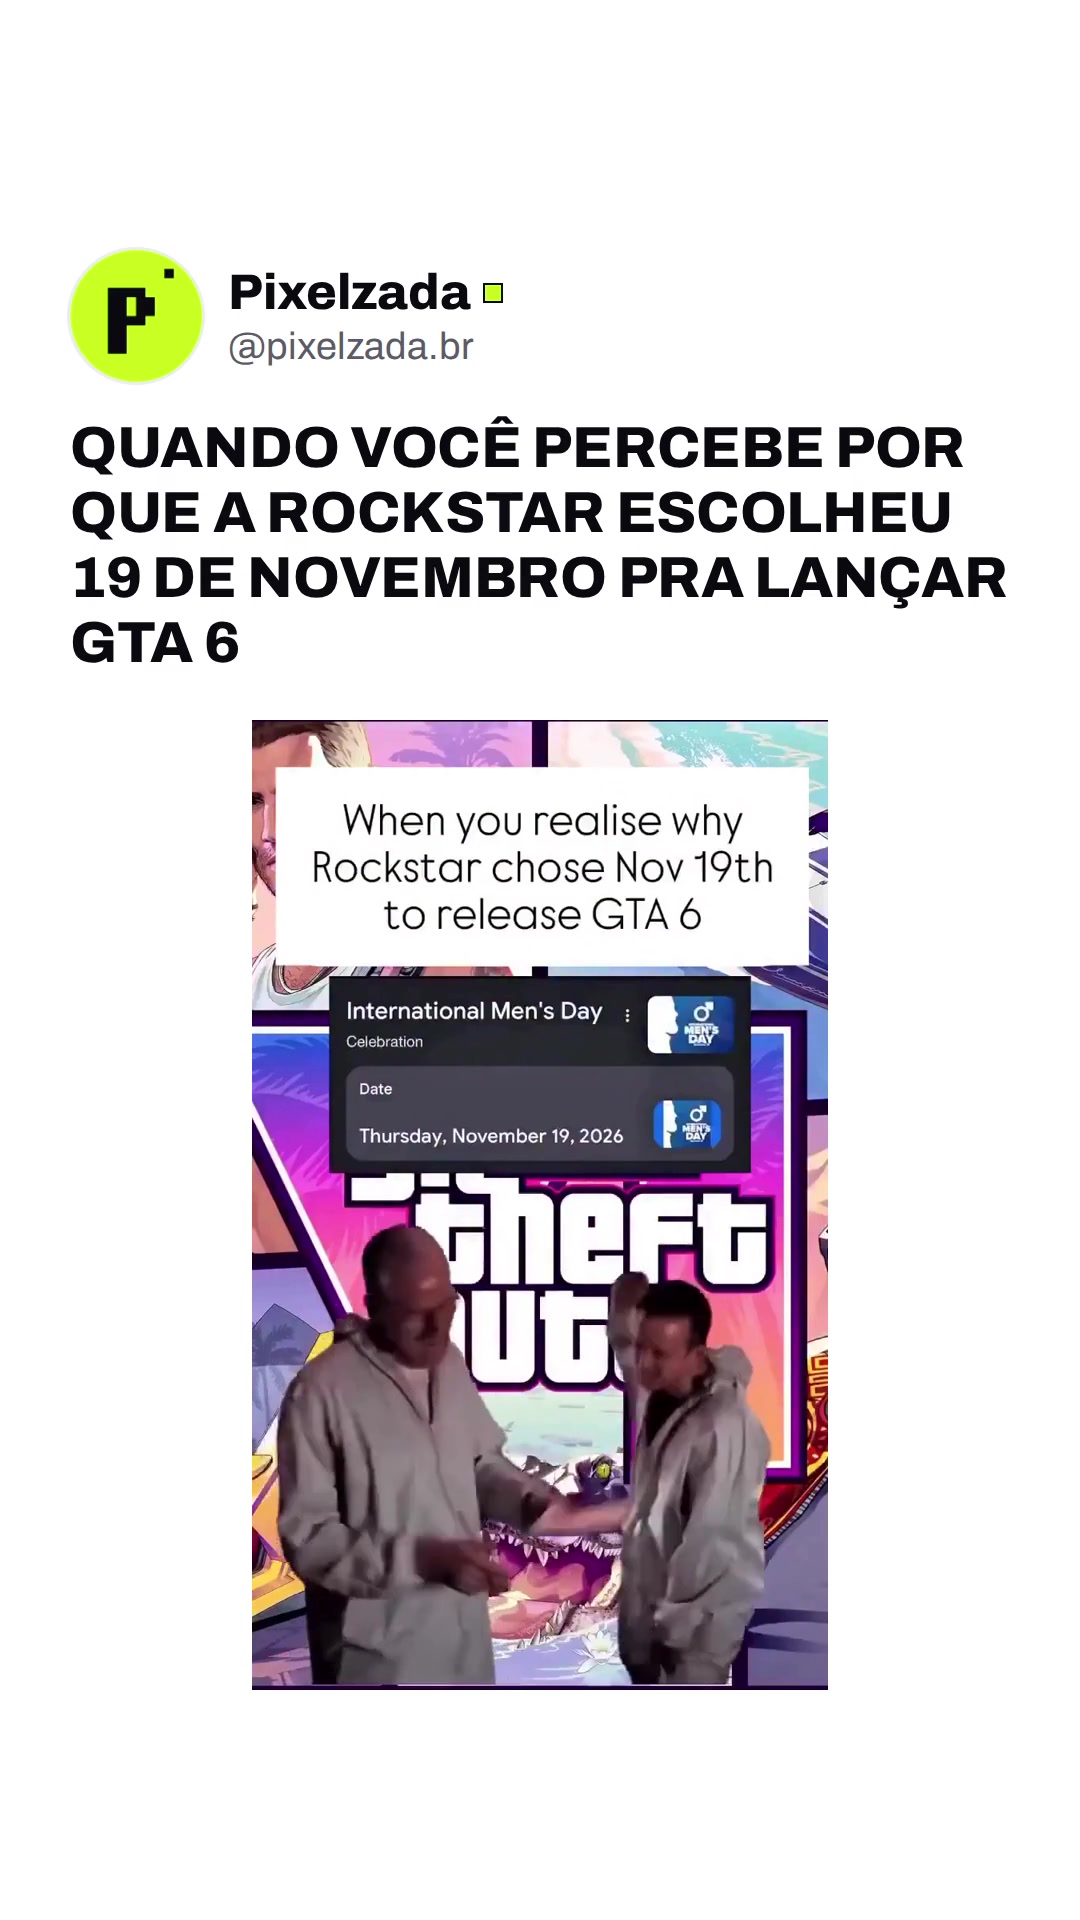 Pixelzada
@pixelzada.br
QUANDO VOCÊ PERCEBE POR
QUE A ROCKSTAR ESCOLHEU
19 DE NOVEMBRO PRA LANÇAR
GTA 6
When you realise why
Rockstar chose Nov 19th
to release GTA 6
International Men's Day
Celebration
MEN'S
DAY
Date
Thursday, November 19, 2026
MEN'S
DAY
theft